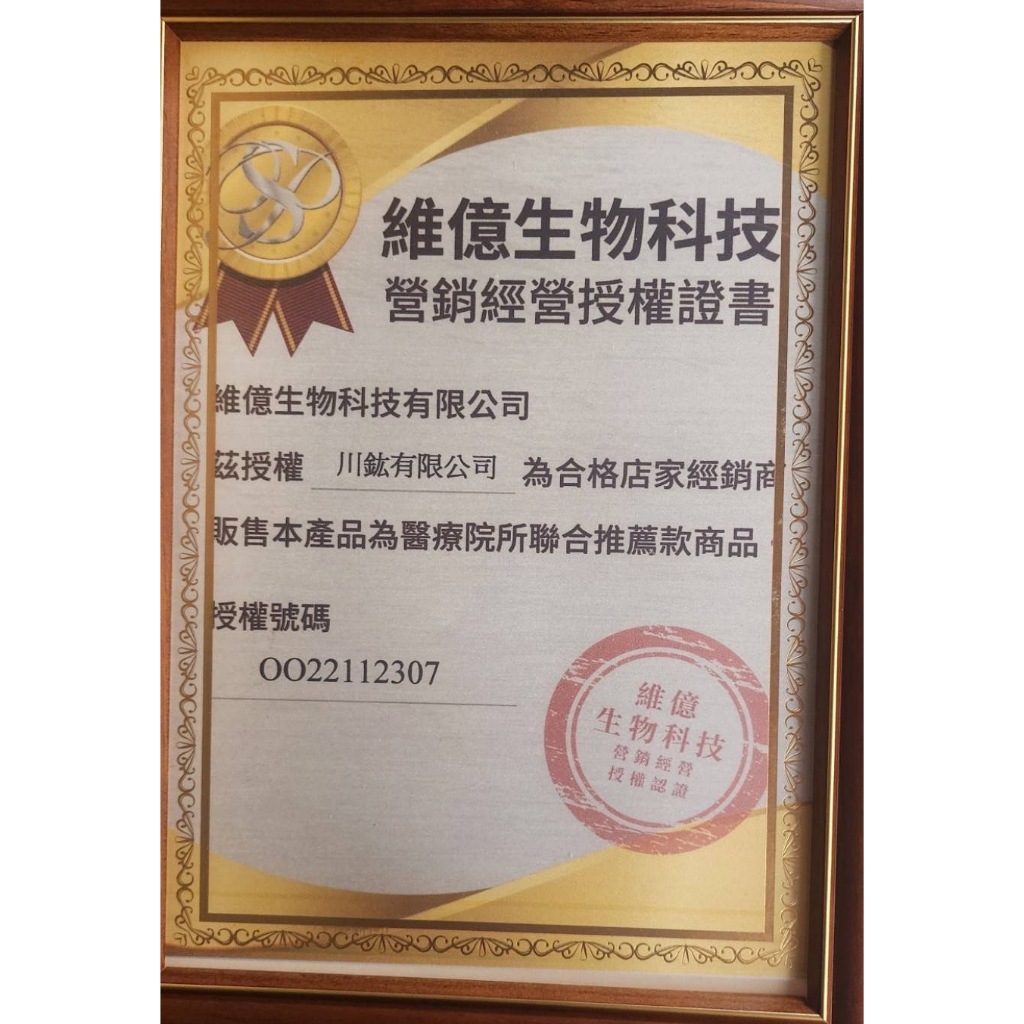 維億生物科技
營銷經營授權證書
維億生物科技有限公司
茲授權 川鈜有限公司 為合格店家經銷商
販售本產品為醫療院所聯合推薦款商品
授權號碼
OO22112307
維億
生物科技
營銷經營
授權認證